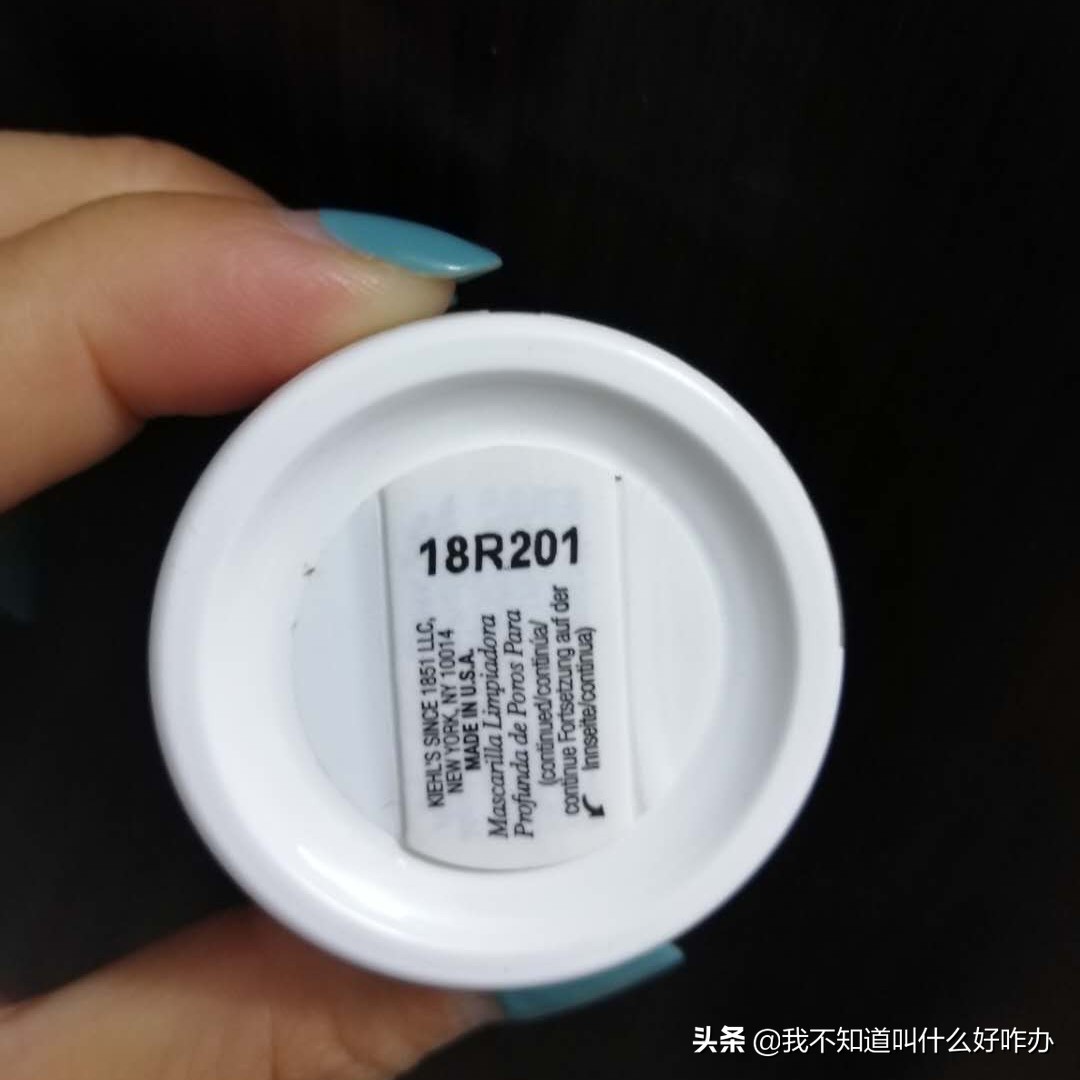 18R201
KIEHL'S SINCE 1851 LLC,
NEW YORK, NY 10014
MADE IN U.S.A.
Mascarilla Limpiadora
Profunda de Poros Para
(continued/continúa/
continue Fortsetzung auf der
Innseite/continua)
头条 @我不知道叫什么好咋办